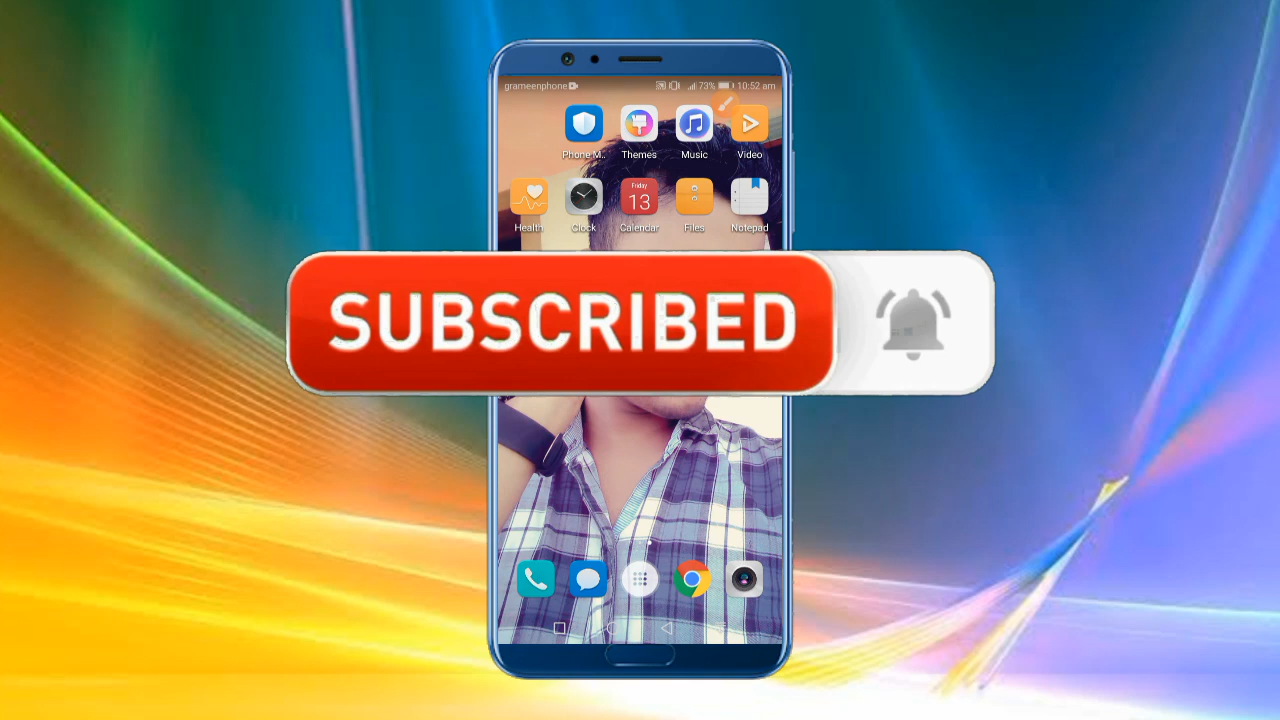 grameenphone 73% 10:52 am
Phone M.. Themes Music Video
Friday
13
Health Clock Calendar Files Notepad
SUBSCRIBED